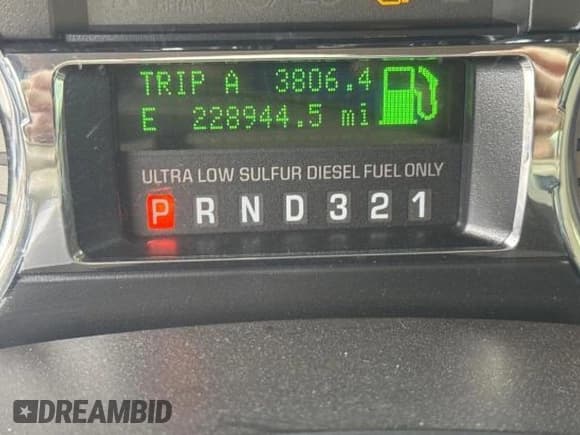 TRIP A 3806.4
E 228944.5 mi
ULTRA LOW SULFUR DIESEL FUEL ONLY
P R N D 3 2 1
DREAMBID